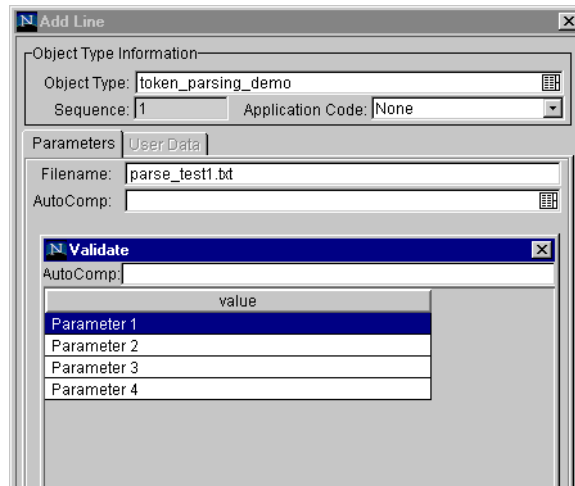 N Add Line
Object Type Information
Object Type: token_parsing_demo
Sequence: 1 Application Code: None
Parameters User Data
Filename: parse_test1.txt
AutoComp:
N Validate
AutoComp:
value
Parameter 1
Parameter 2
Parameter 3
Parameter 4